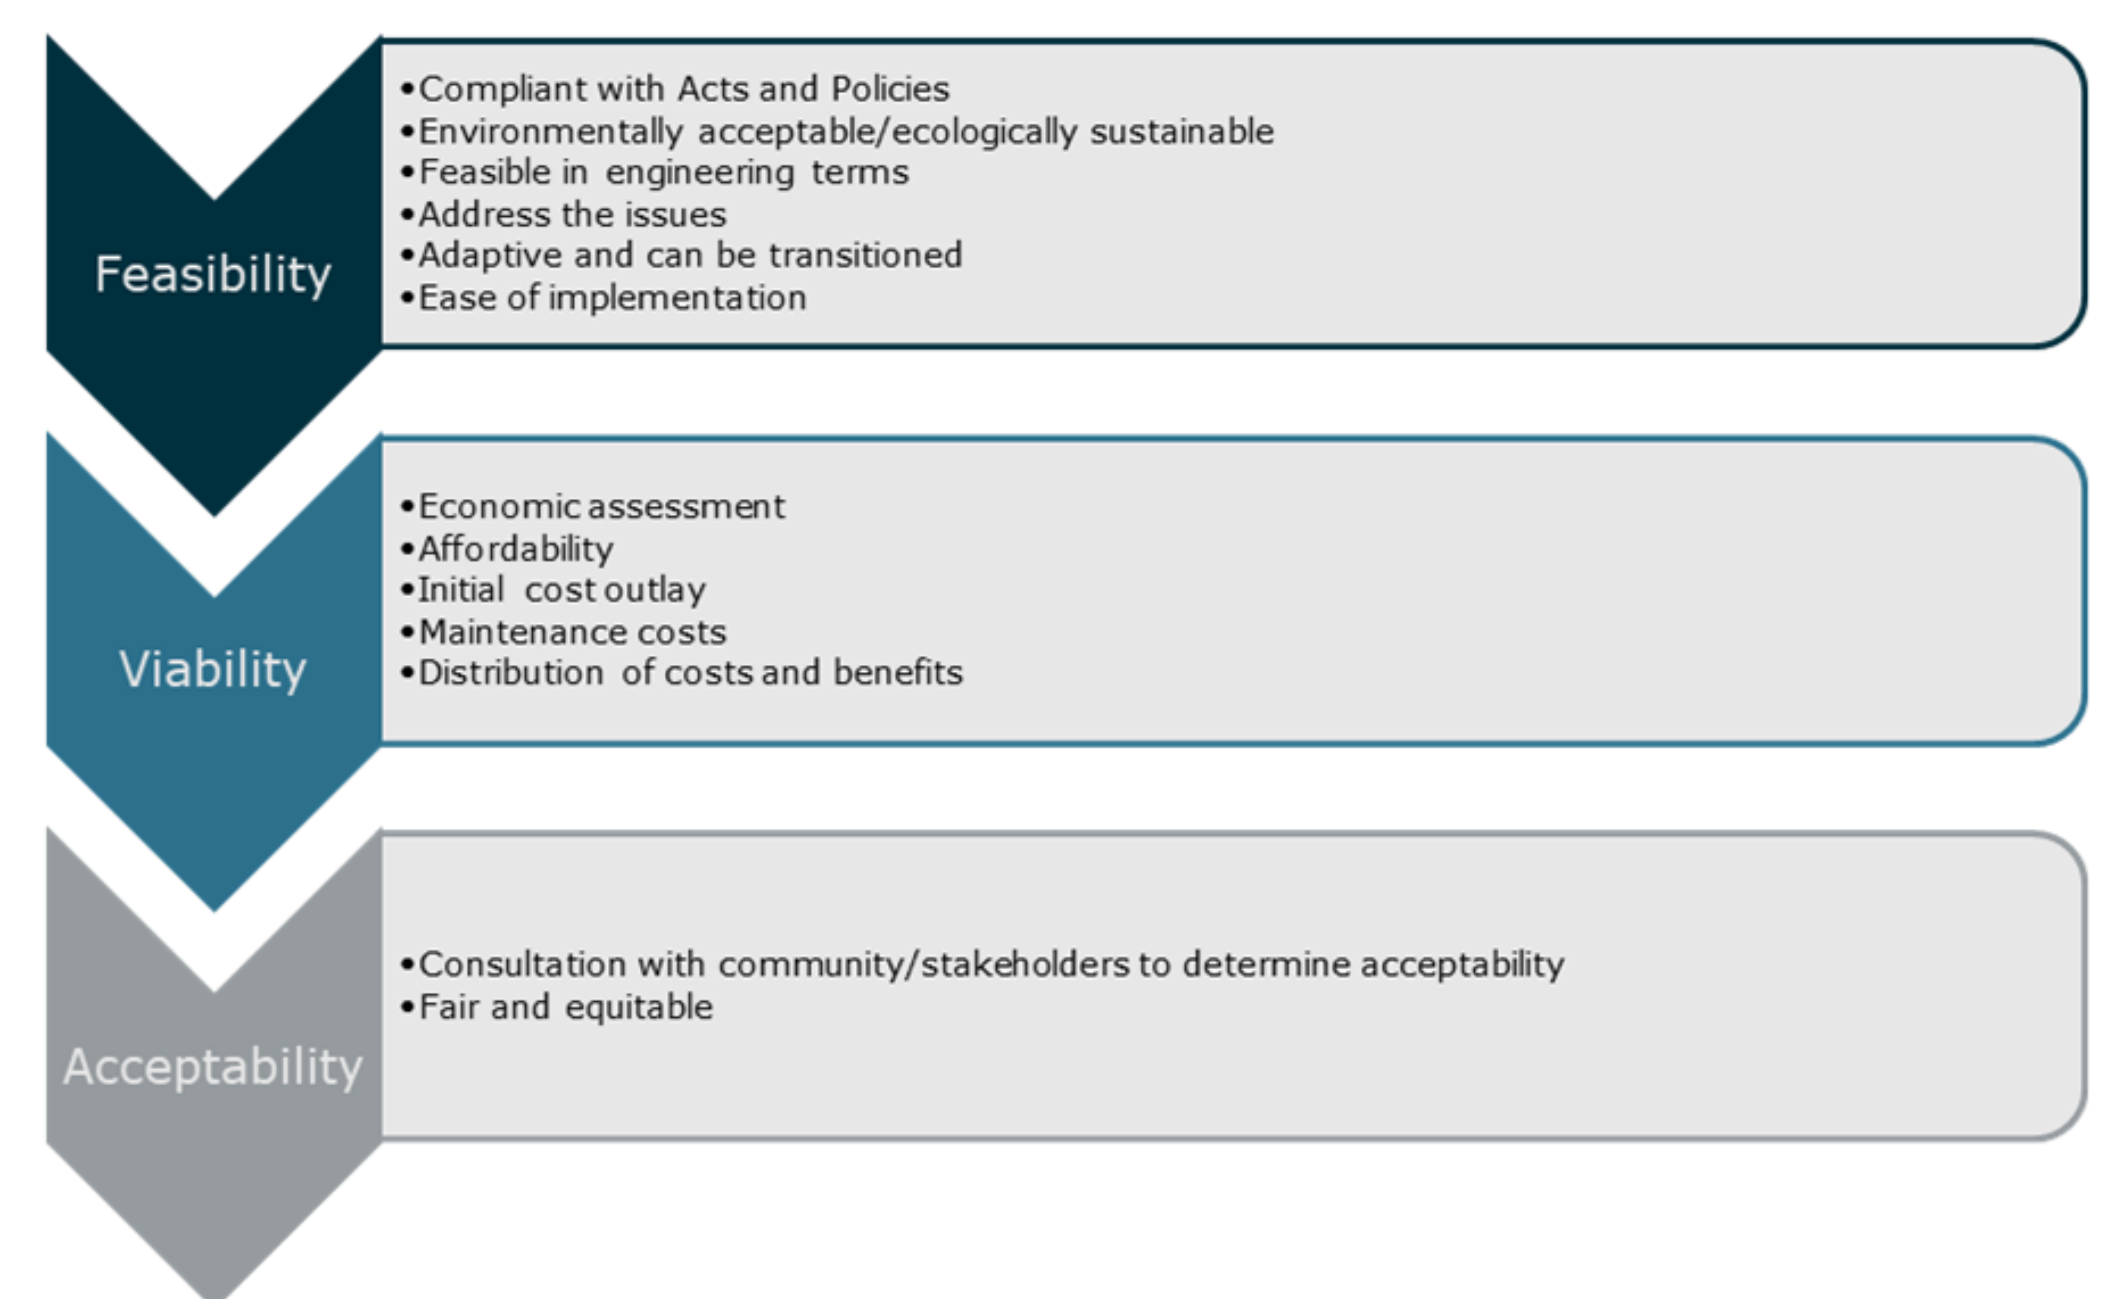 Feasibility
•Compliant with Acts and Policies
•Environmentally acceptable/ecologically sustainable
•Feasible in engineering terms
•Address the issues
•Adaptive and can be transitioned
•Ease of implementation
Viability
•Economic assessment
•Affordability
•Initial cost outlay
•Maintenance costs
•Distribution of costs and benefits
Acceptability
•Consultation with community/stakeholders to determine acceptability
•Fair and equitable